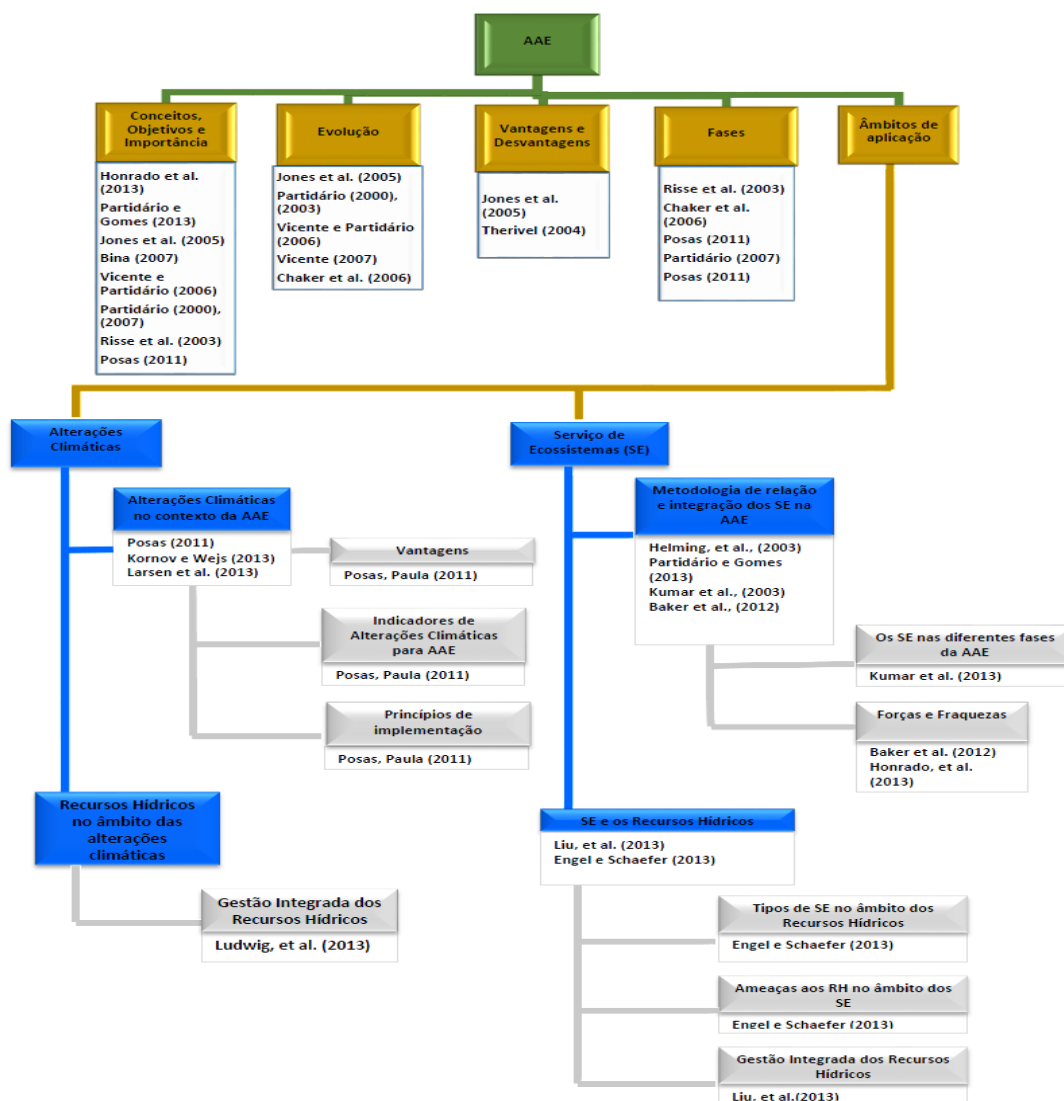 AAE
Conceitos,
Objetivos e
Importância
Honrado et al.
(2013)
Partidário e
Gomes (2013)
Jones et al. (2005)
Bina (2007)
Vicente e
Partidário (2006)
Partidário (2000),
(2007)
Risse et al. (2003)
Posas (2011)
Evolução
Jones et al. (2005)
Partidário (2000),
(2003)
Vicente e Partidário
(2006)
Vicente (2007)
Chaker et al. (2006)
Vantagens e
Desvantagens
Jones et al.
(2005)
Therivel (2004)
Fases
Risse et al. (2003)
Chaker et al.
(2006)
Posas (2011)
Partidário (2007)
Posas (2011)
Âmbitos de
aplicação
Alterações
Climáticas
Alterações Climáticas
no contexto da AAE
Posas (2011)
Kornov e Wejs (2013)
Larsen et al. (2013)
Vantagens
Posas, Paula (2011)
Indicadores de
Alterações Climáticas
para AAE
Posas, Paula (2011)
Princípios de
implementação
Posas, Paula (2011)
Recursos Hídricos
no âmbito das
alterações
climáticas
Gestão Integrada dos
Recursos Hídricos
Ludwig, et al. (2013)
Serviço de
Ecossistemas (SE)
Metodologia de relação
e integração dos SE na
AAE
Helming, et al., (2003)
Partidário e Gomes
(2013)
Kumar et al., (2003)
Baker et al., (2012)
Os SE nas diferentes fases
da AAE
Kumar et al. (2013)
Forças e Fraquezas
Baker et al. (2012)
Honrado, et al.
(2013)
SE e os Recursos Hídricos
Liu, et al. (2013)
Engel e Schaefer (2013)
Tipos de SE no âmbito dos
Recursos Hídricos
Engel e Schaefer (2013)
Ameaças aos RH no âmbito dos
SE
Engel e Schaefer (2013)
Gestão Integrada dos Recursos
Hídricos
Liu, et al.(2013)